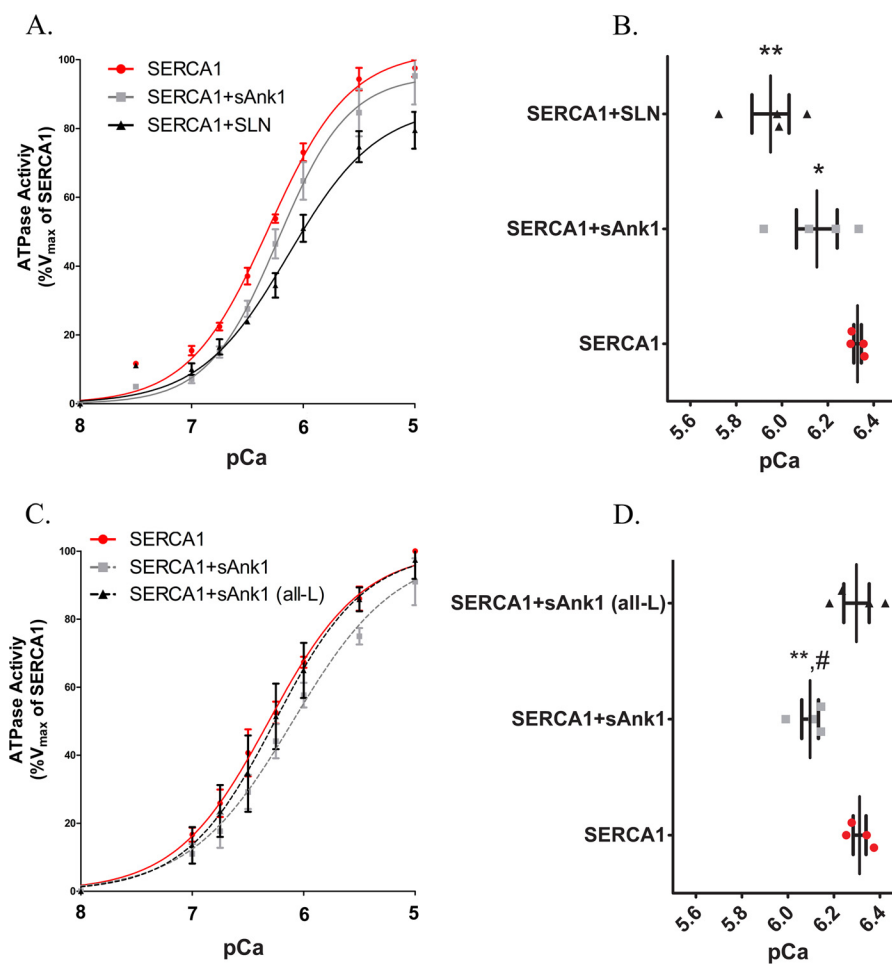 A.
SERCA1
SERCA1+sAnk1
SERCA1+SLN
ATPase Activiy
(%Vmax of SERCA1)
100
80
60
40
20
0
8
7
6
5
pCa
B.
**
SERCA1+SLN
*
SERCA1+sAnk1
SERCA1
5.6
5.8
6.0
6.2
6.4
pCa
C.
SERCA1
SERCA1+sAnk1
SERCA1+sAnk1 (all-L)
ATPase Activiy
(%Vmax of SERCA1)
100
80
60
40
20
0
8
7
6
5
pCa
D.
SERCA1+sAnk1 (all-L)
**,#
SERCA1+sAnk1
SERCA1
5.6
5.8
6.0
6.2
6.4
pCa